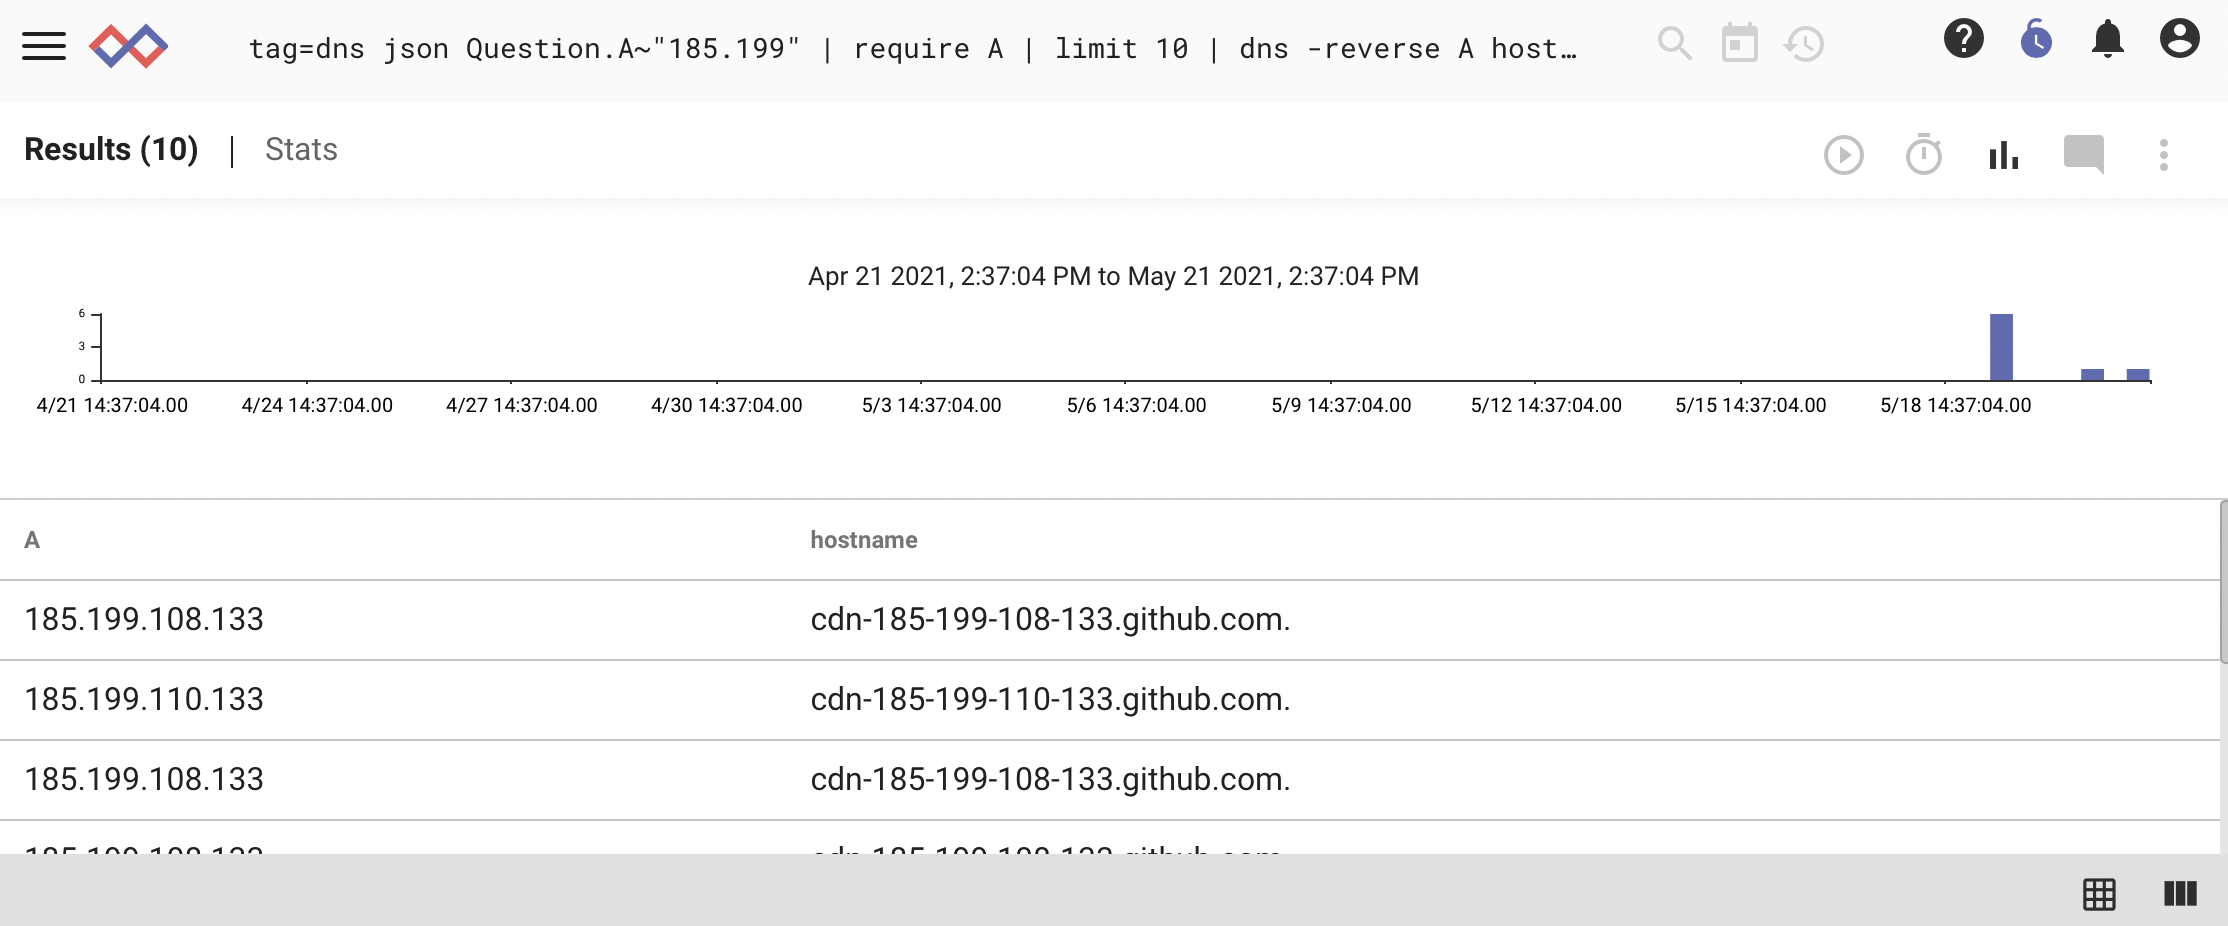 tag=dns json Question.A~"185.199" | require A | limit 10 | dns -reverse A host…
Results (10) | Stats
Apr 21 2021, 2:37:04 PM to May 21 2021, 2:37:04 PM
6
3
0
4/21 14:37:04.00 4/24 14:37:04.00 4/27 14:37:04.00 4/30 14:37:04.00 5/3 14:37:04.00 5/6 14:37:04.00 5/9 14:37:04.00 5/12 14:37:04.00 5/15 14:37:04.00 5/18 14:37:04.00
A hostname
185.199.108.133 cdn-185-199-108-133.github.com.
185.199.110.133 cdn-185-199-110-133.github.com.
185.199.108.133 cdn-185-199-108-133.github.com.